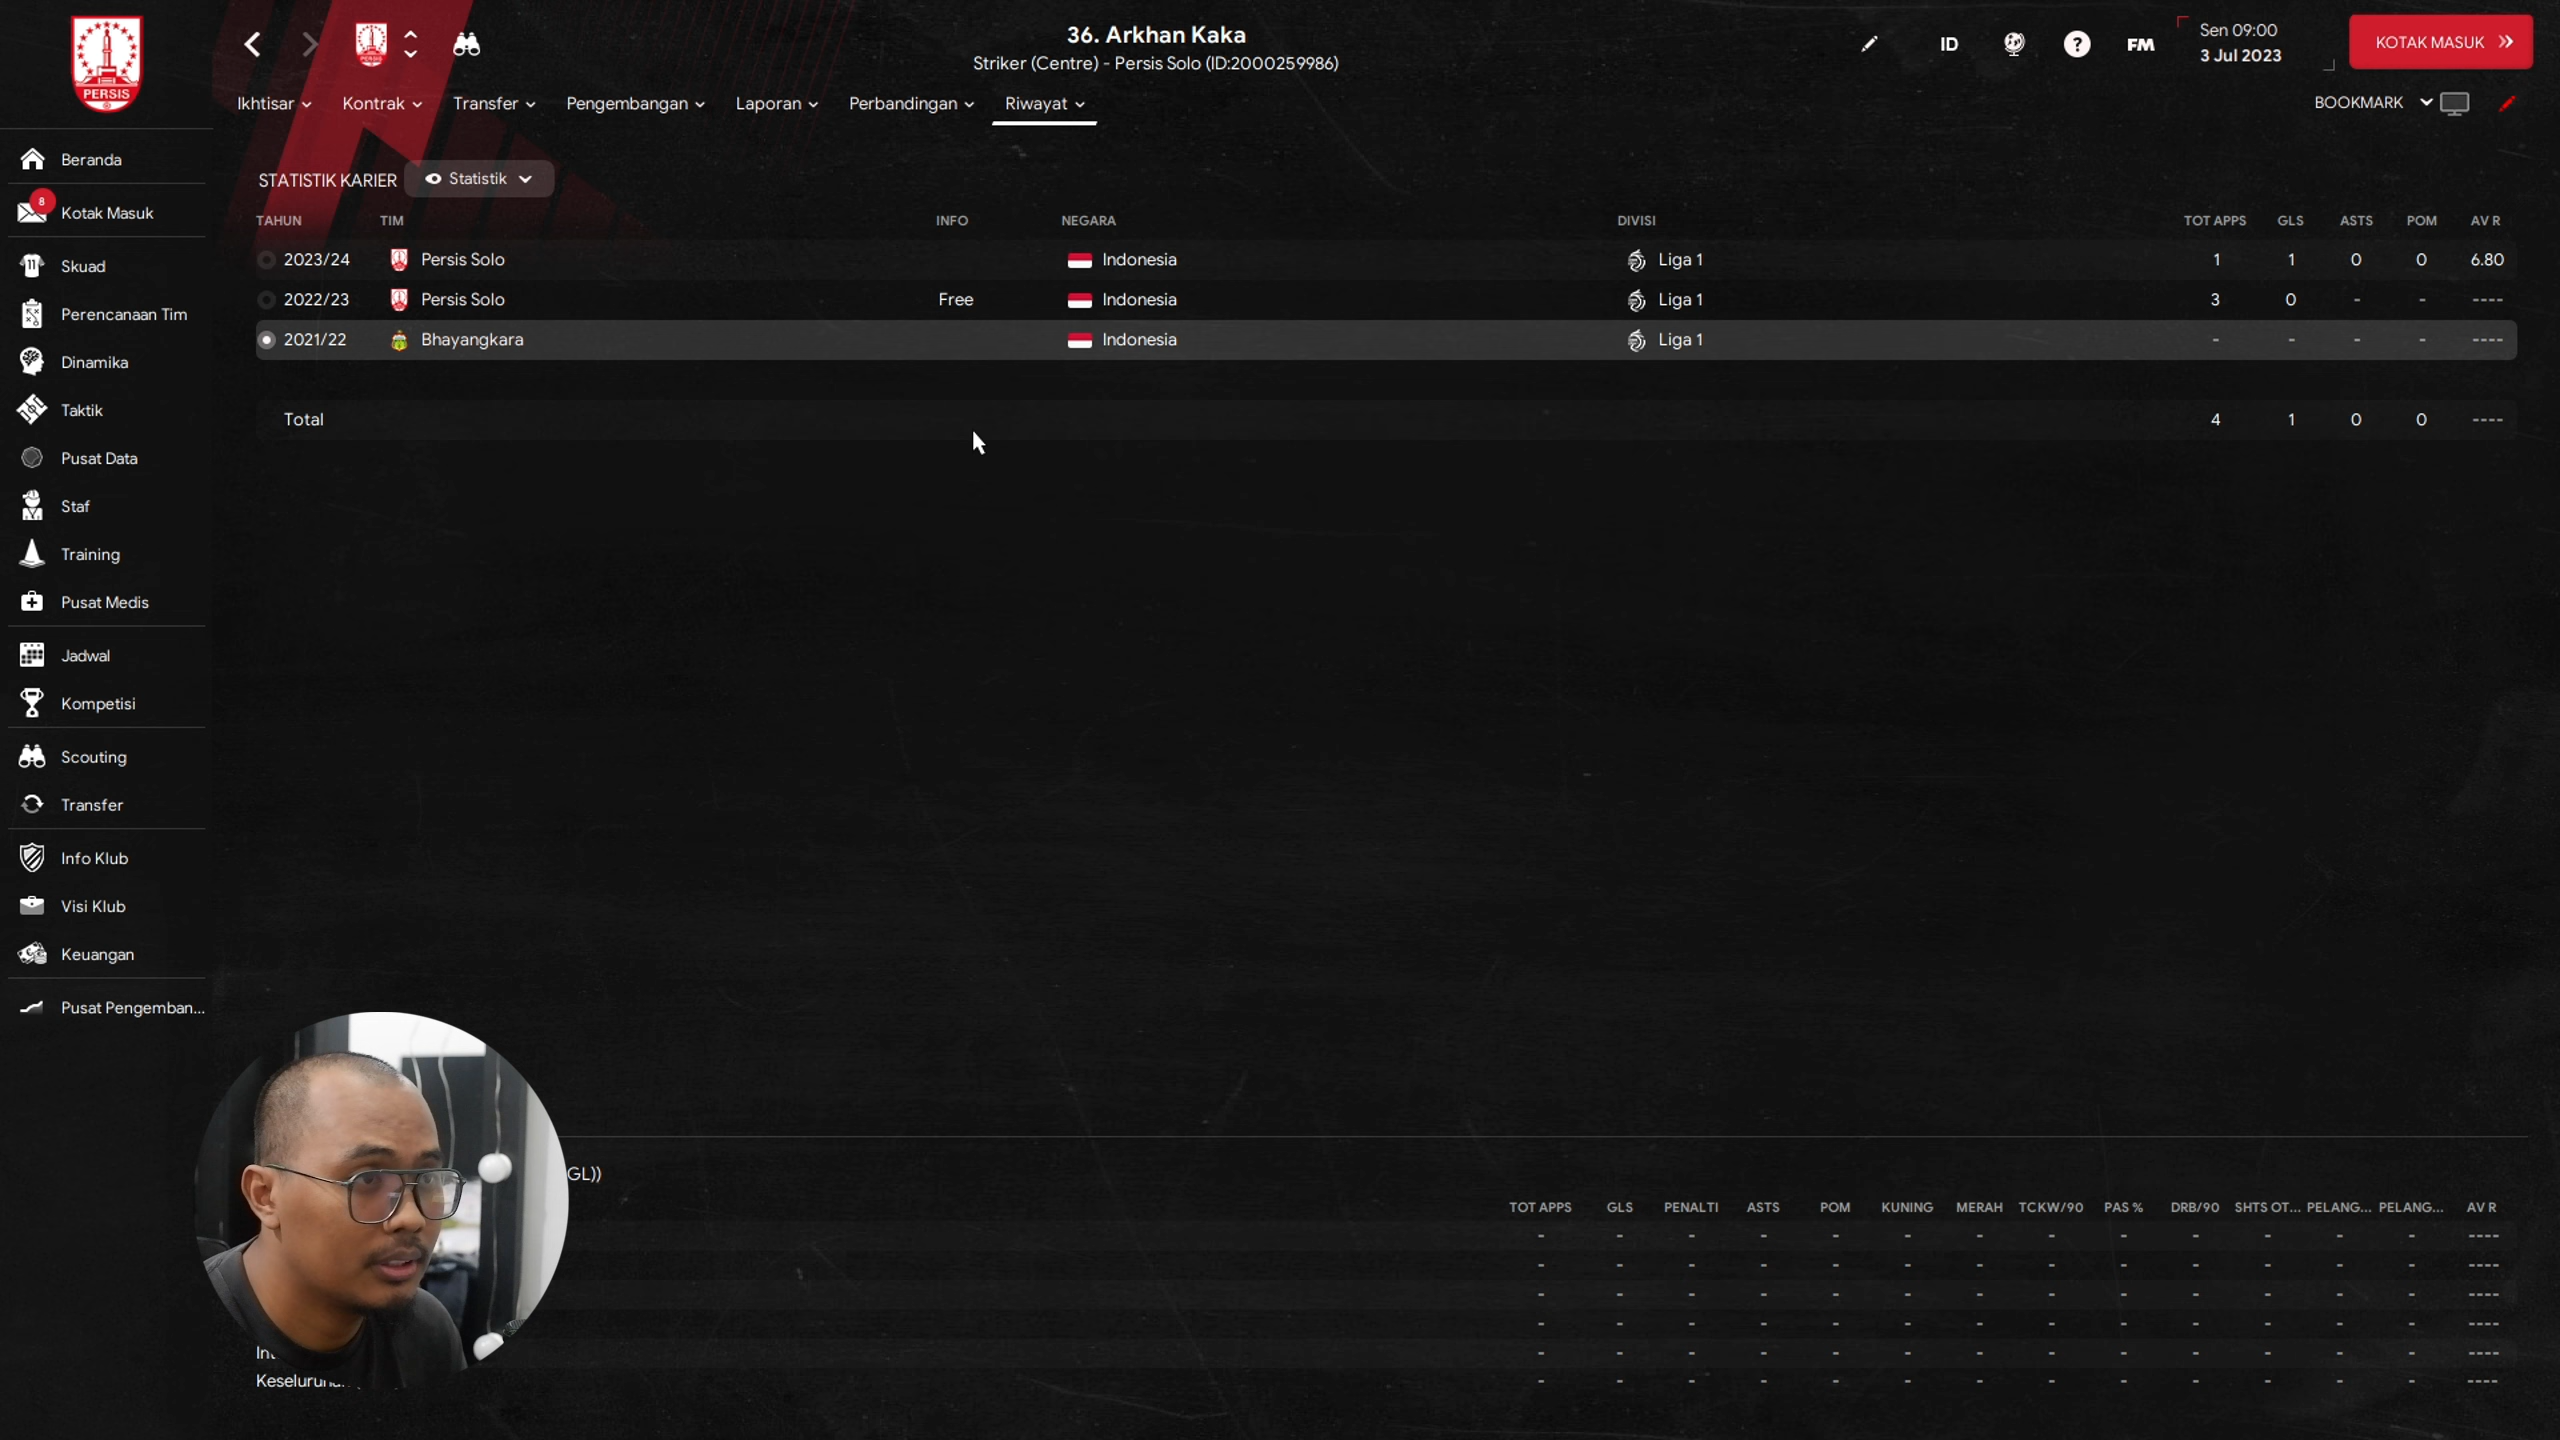 PERSIS
36. Arkhan Kaka
Striker (Centre) - Persis Solo (ID:2000259986)
ID
?
FM
Sen 09:00
3 Jul 2023
KOTAK MASUK
Ikhtisar
Kontrak
Transfer
Pengembangan
Laporan
Perbandingan
Riwayat
BOOKMARK
Beranda
8
Kotak Masuk
Skuad
Perencanaan Tim
Dinamika
Taktik
Pusat Data
Staf
Training
Pusat Medis
Jadwal
Kompetisi
Scouting
Transfer
Info Klub
Visi Klub
Keuangan
Pusat Pengemban...
STATISTIK KARIER Statistik
TAHUN TIM INFO NEGARA DIVISI TOT APPS GLS ASTS POM AV R
2023/24 Persis Solo Indonesia Liga 1 1 1 0 0 6.80
2022/23 Persis Solo Free Indonesia Liga 1 3 0 - - ----
2021/22 Bhayangkara Indonesia Liga 1 - - - - ----
Total 4 1 0 0 ----
GL))
TOT APPS GLS PENALTI ASTS POM KUNING MERAH TCKW/90 PAS % DRB/90 SHTS OT... PELANG... PELANG... AV R
- - - - - - - - - - - - - ----
- - - - - - - - - - - - - ----
- - - - - - - - - - - - - ----
- - - - - - - - - - - - - ----
- - - - - - - - - - - - - ----
- - - - - - - - - - - - - ----